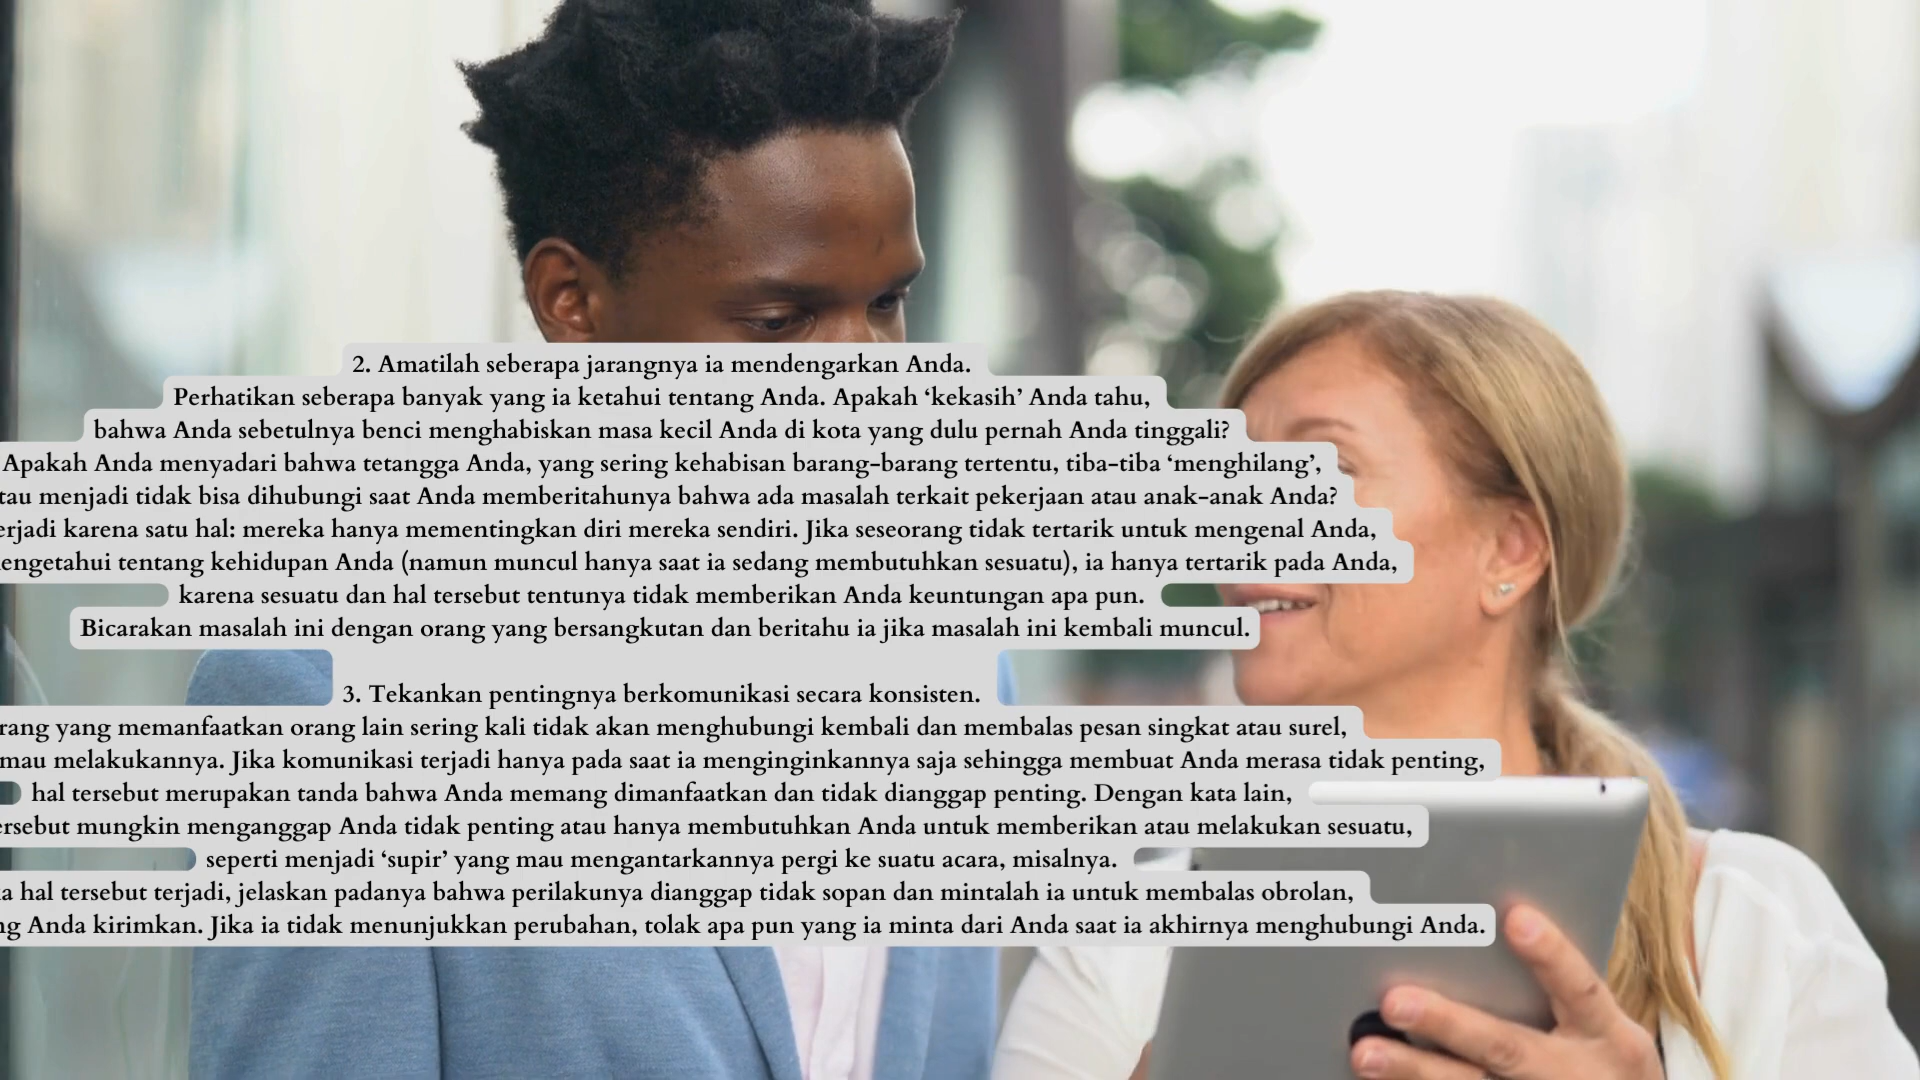 2. Amatilah seberapa jarangnya ia mendengarkan Anda.
Perhatikan seberapa banyak yang ia ketahui tentang Anda. Apakah ‘kekasih’ Anda tahu,
bahwa Anda sebetulnya benci menghabiskan masa kecil Anda di kota yang dulu pernah Anda tinggali?
Apakah Anda menyadari bahwa tetangga Anda, yang sering kehabisan barang-barang tertentu, tiba-tiba ‘menghilang’,
menjadi tidak bisa dihubungi saat Anda memberitahunya bahwa ada masalah terkait pekerjaan atau anak-anak Anda?
karena satu hal: mereka hanya mementingkan diri mereka sendiri. Jika seseorang tidak tertarik untuk mengenal Anda,
tentang kehidupan Anda (namun muncul hanya saat ia sedang membutuhkan sesuatu), ia hanya tertarik pada Anda,
karena sesuatu dan hal tersebut tentunya tidak memberikan Anda keuntungan apa pun.
Bicarakan masalah ini dengan orang yang bersangkutan dan beritahu ia jika masalah ini kembali muncul.
3. Tekankan pentingnya berkomunikasi secara konsisten.
yang memanfaatkan orang lain sering kali tidak akan menghubungi kembali dan membalas pesan singkat atau surel,
mau melakukannya. Jika komunikasi terjadi hanya pada saat ia menginginkannya saja sehingga membuat Anda merasa tidak penting,
hal tersebut merupakan tanda bahwa Anda memang dimanfaatkan dan tidak dianggap penting. Dengan kata lain,
mungkin menganggap Anda tidak penting atau hanya membutuhkan Anda untuk memberikan atau melakukan sesuatu,
seperti menjadi ‘supir’ yang mau mengantarkannya pergi ke suatu acara, misalnya.
hal tersebut terjadi, jelaskan padanya bahwa perilakunya dianggap tidak sopan dan mintalah ia untuk membalas obrolan,
Anda kirimkan. Jika ia tidak menunjukkan perubahan, tolak apa pun yang ia minta dari Anda saat ia akhirnya menghubungi Anda.